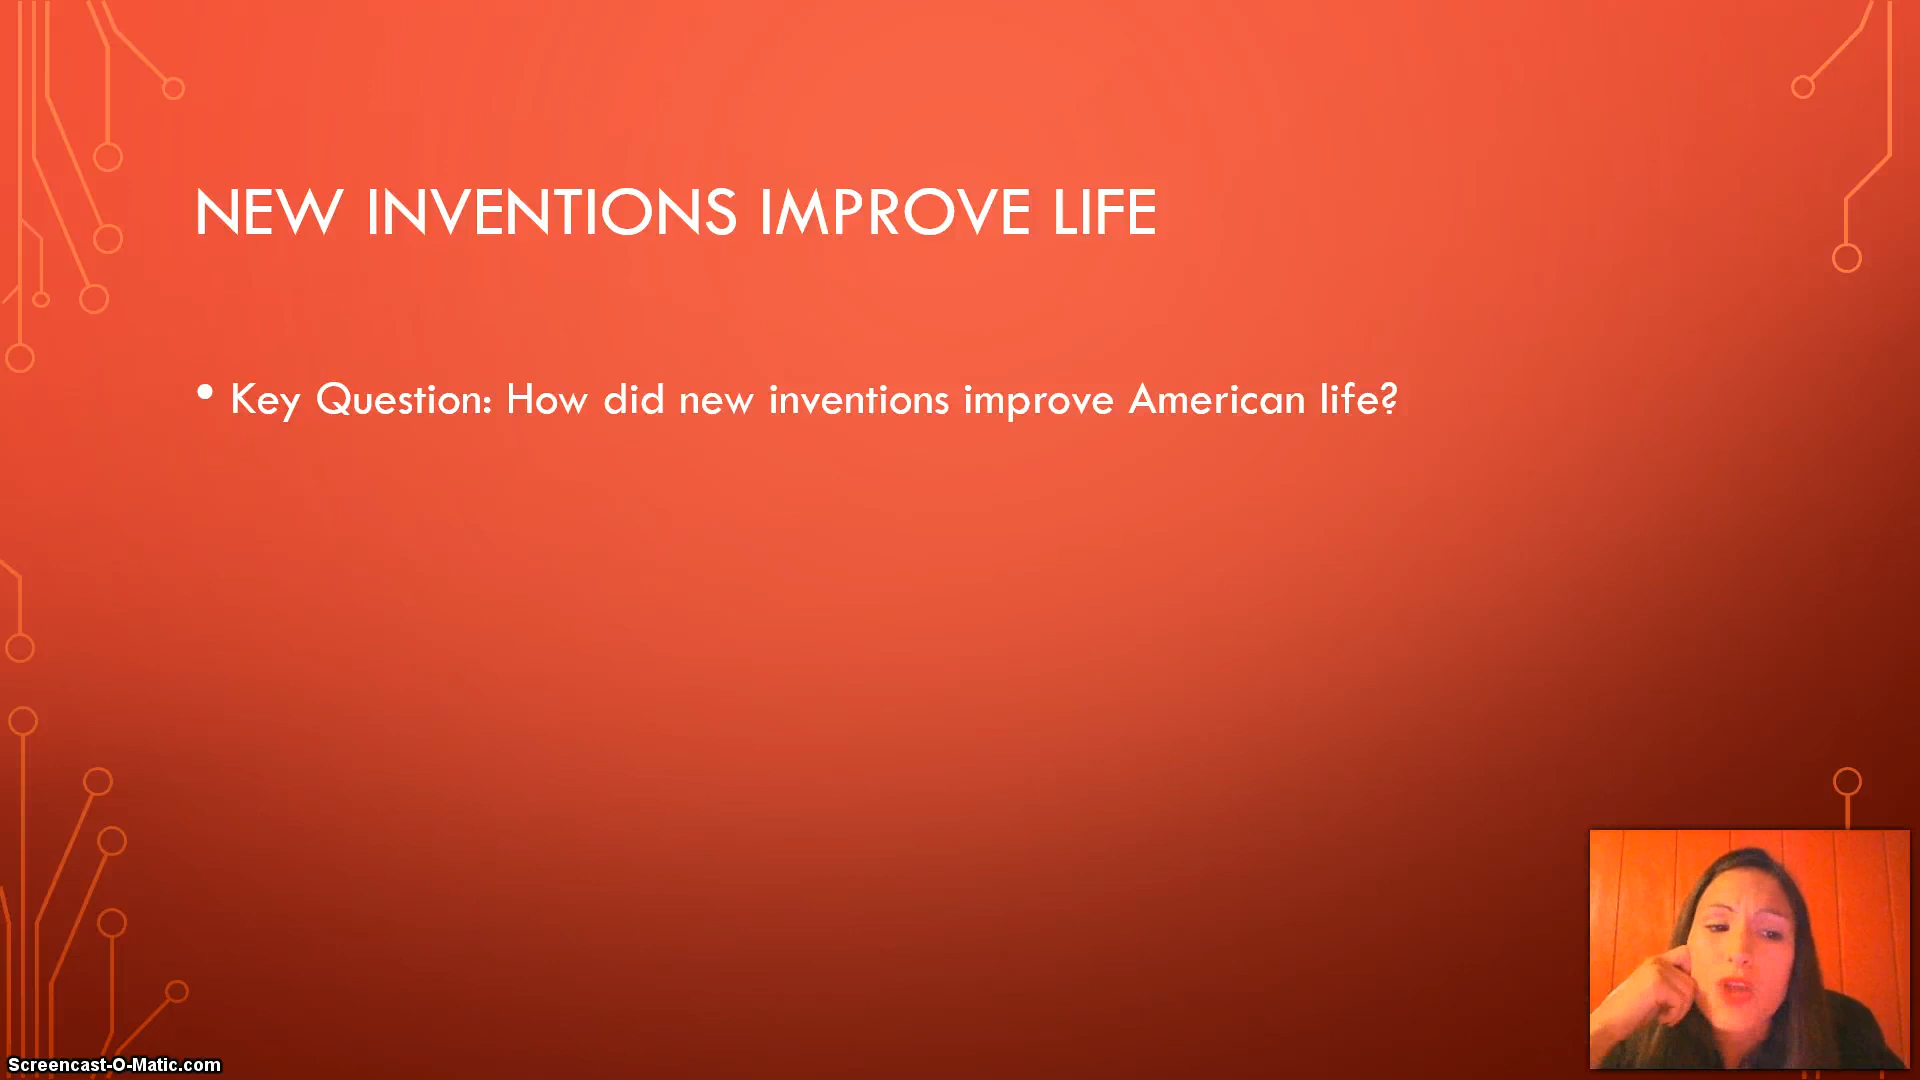 NEW INVENTIONS IMPROVE LIFE
• Key Question: How did new inventions improve American life?
Screencast-O-Matic.com